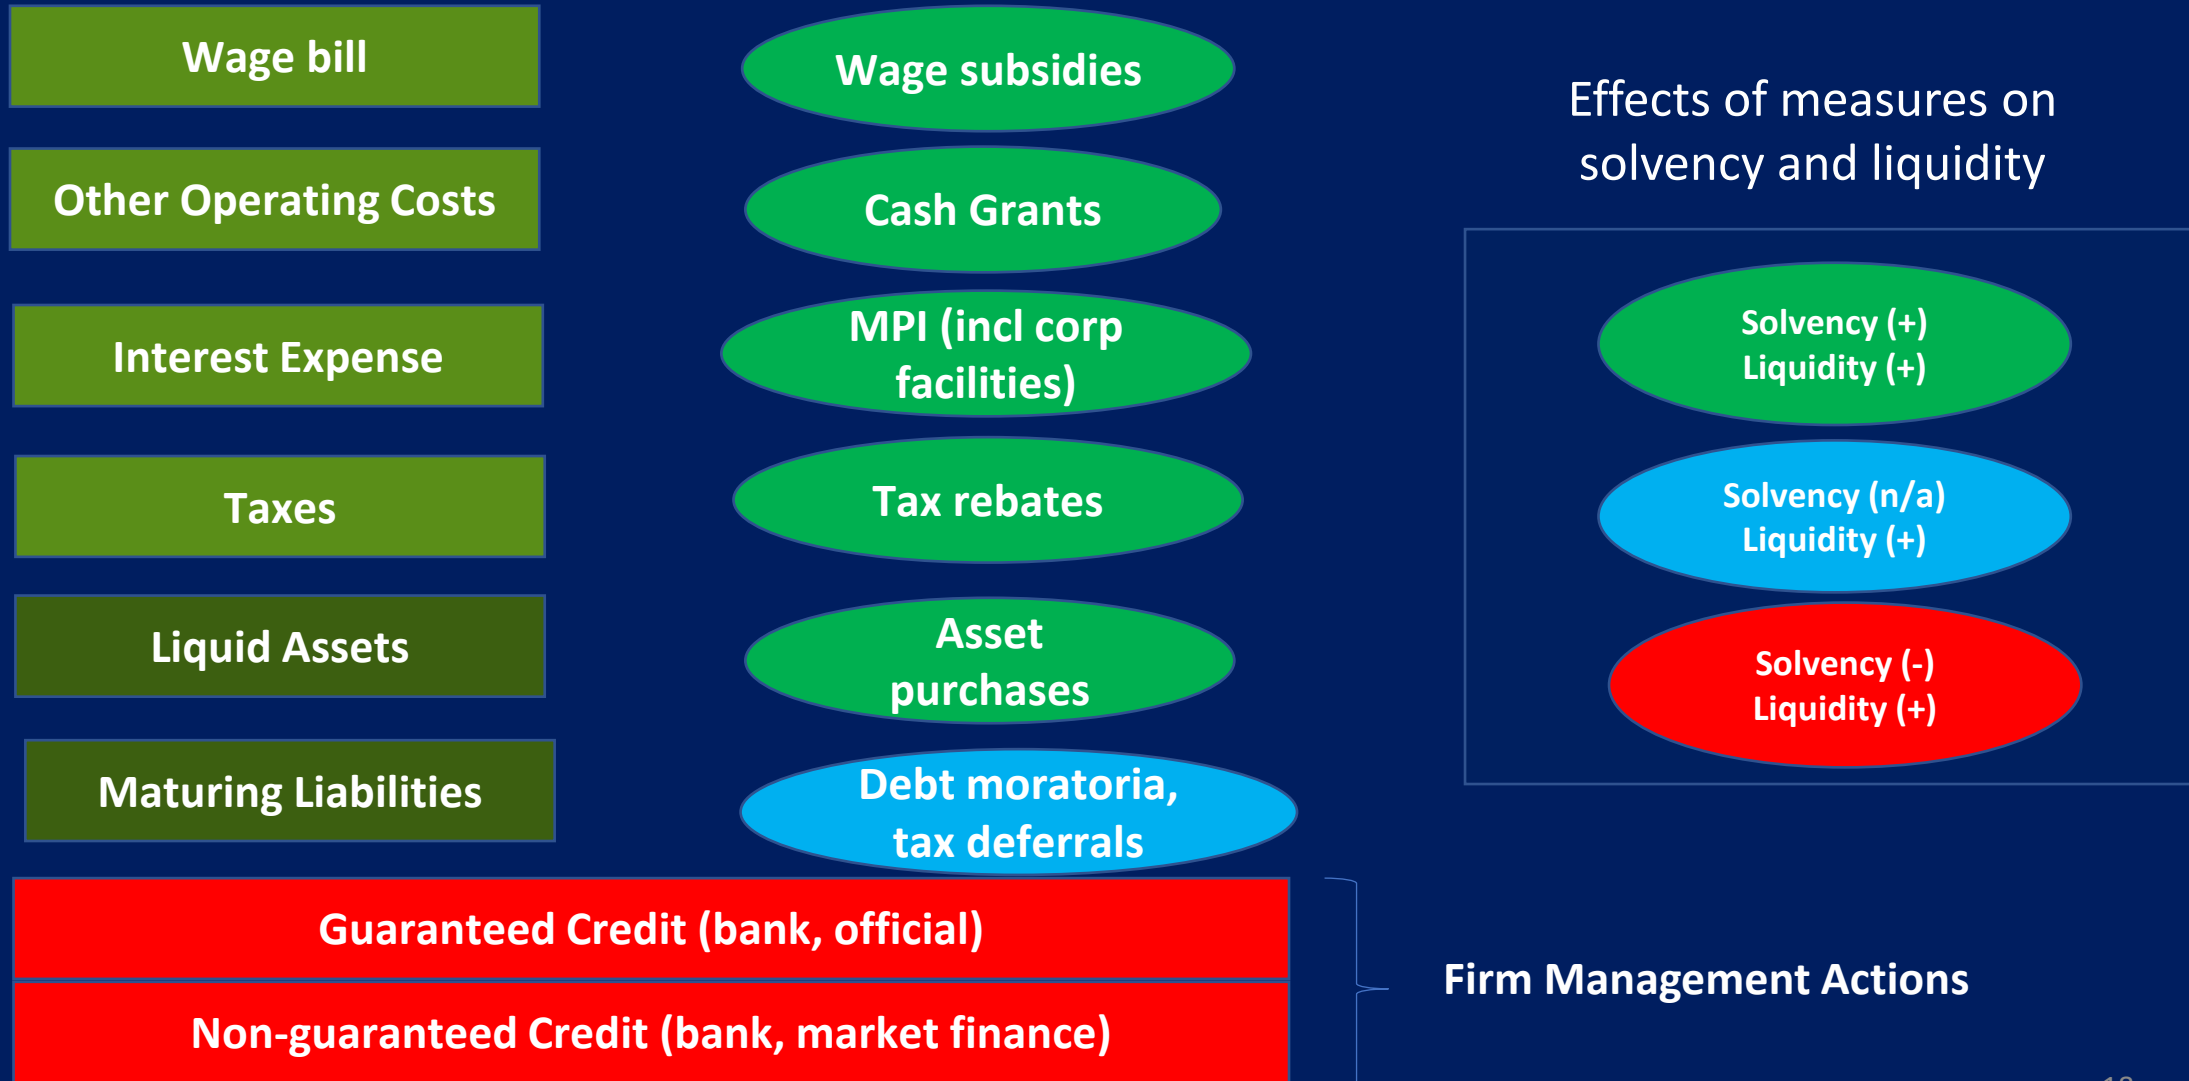 Wage bill
Wage subsidies
Other Operating Costs
Cash Grants
Interest Expense
MPI (incl corp
facilities)
Taxes
Tax rebates
Liquid Assets
Asset
purchases
Maturing Liabilities
Debt moratoria,
tax deferrals
Guaranteed Credit (bank, official)
Non-guaranteed Credit (bank, market finance)
Firm Management Actions
Effects of measures on
solvency and liquidity
Solvency (+)
Liquidity (+)
Solvency (n/a)
Liquidity (+)
Solvency (-)
Liquidity (+)